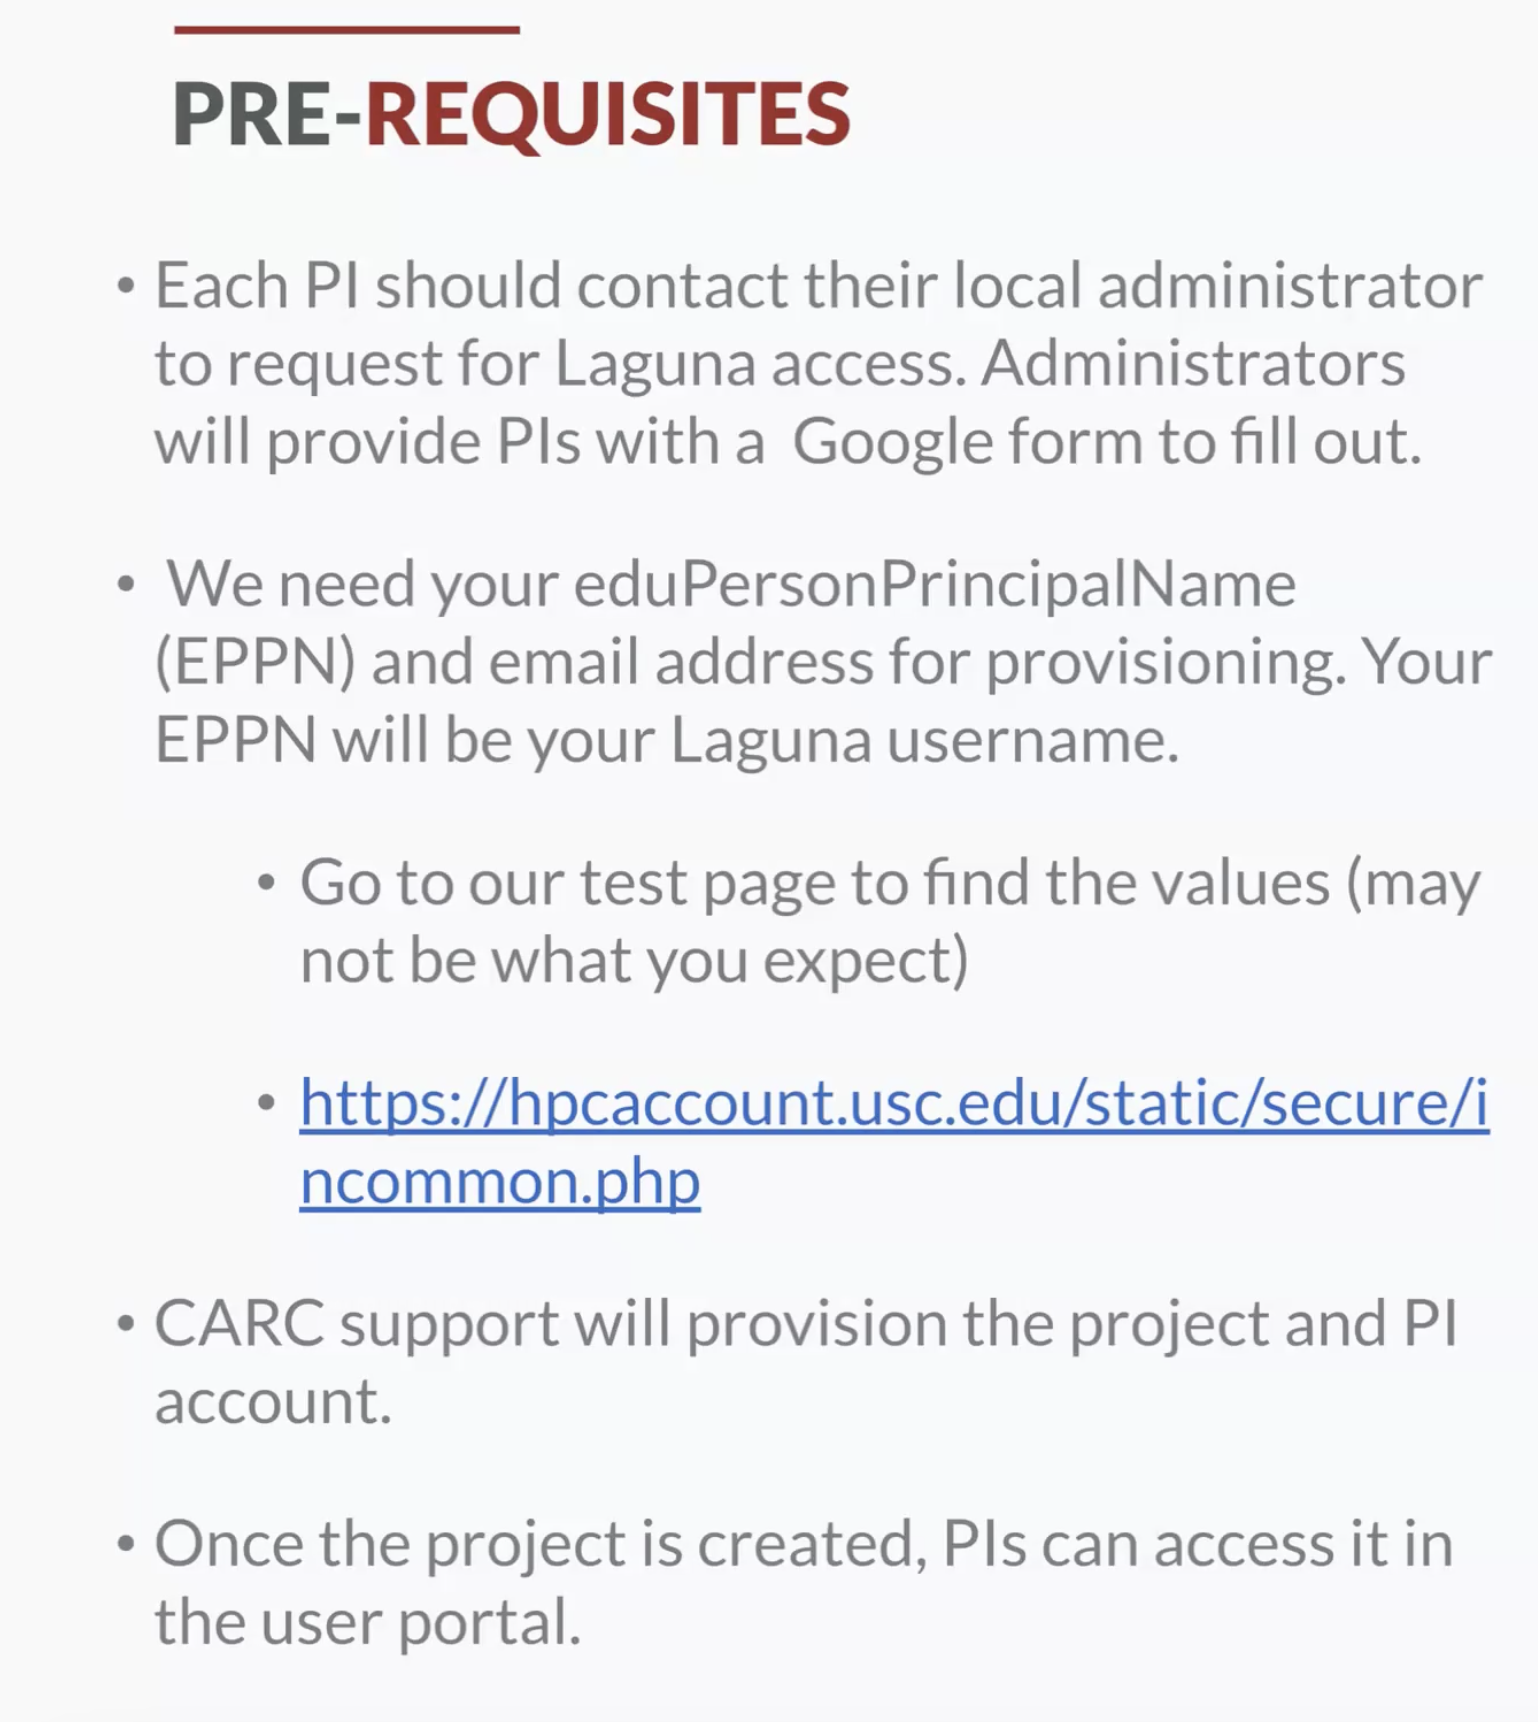 PRE-REQUISITES
• Each PI should contact their local administrator
to request for Laguna access. Administrators
will provide PIs with a  Google form to fill out.
•  We need your eduPersonPrincipalName
(EPPN) and email address for provisioning. Your
EPPN will be your Laguna username.
• Go to our test page to find the values (may
not be what you expect)
• https://hpcaccount.usc.edu/static/secure/i
ncommon.php
• CARC support will provision the project and PI
account.
• Once the project is created, PIs can access it in
the user portal.